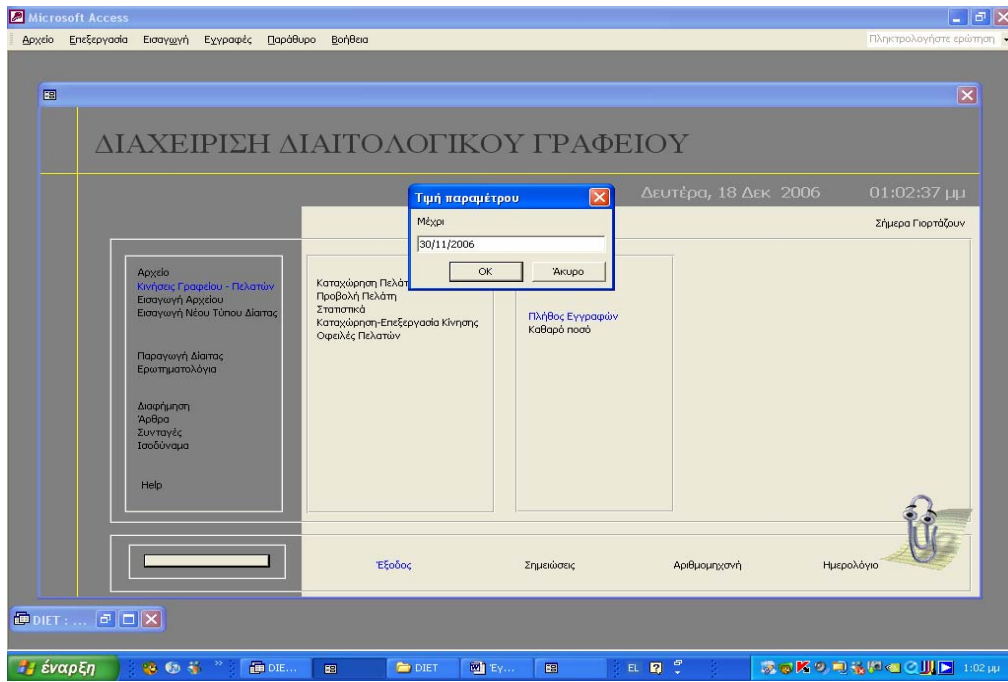 Microsoft Access
Αρχείο Επεξεργασία Εισαγωγή Εγγραφές Παράθυρο Βοήθεια
Πληκτρολογήστε ερώτηση
ΔΙΑΧΕΙΡΙΣΗ ΔΙΑΙΤΟΛΟΓΙΚΟΥ ΓΡΑΦΕΙΟΥ
Δευτέρα, 18 Δεκ 2006 01:02:37 μμ
Τιμή παραμέτρου
Μέχρι
30/11/2006
OK Άκυρο
Σήμερα Γιορτάζουν
Αρχείο
Κινήσεις Γραφείου - Πελατών
Εισαγωγή Αρχείου
Εισαγωγή Νέου Τύπου Δίαιτας
Παραγωγή Δίαιτας
Ερωτηματολόγια
Διαφήμηση
Άρθρα
Συνταγές
Ισοδύναμα
Help
Καταχώρηση
Προβολή Πελάτη
Στατιστικά
Καταχώρηση-Επεξεργασία Κίνησης
Οφειλές Πελατών
Πλήθος Εγγραφών
Καθαρό ποσό
Έξοδος Σημειώσεις Αριθμομηχανή Ημερολόγιο
DIET : ...
έναρξη DIE... DIET Έγ... EL 1:02 μμ